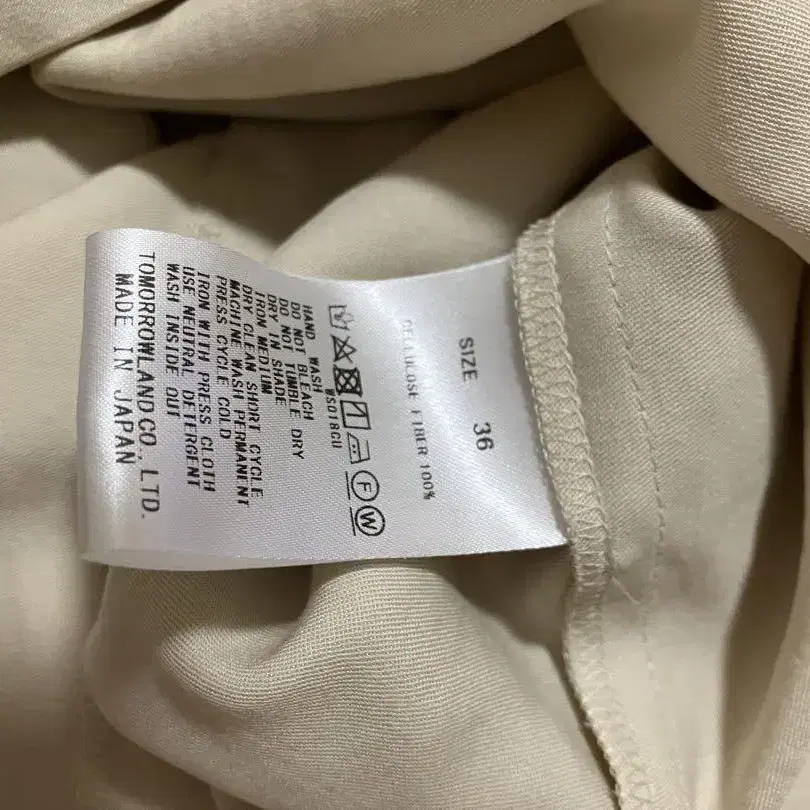 SIZE 36
CELLULOSE FIBER 100%
WS018CU
HAND WASH
DO NOT BLEACH
DO NOT TUMBLE DRY
DRY IN SHADE
IRON MEDIUM
DRY CLEAN SHORT CYCLE
MACHINE WASH PERMANENT
PRESS CYCLE COLD
IRON WITH PRESS CLOTH
USE NEUTRAL DETERGENT
WASH INSIDE OUT
TOMORROWLAND CO., LTD.
MADE IN JAPAN